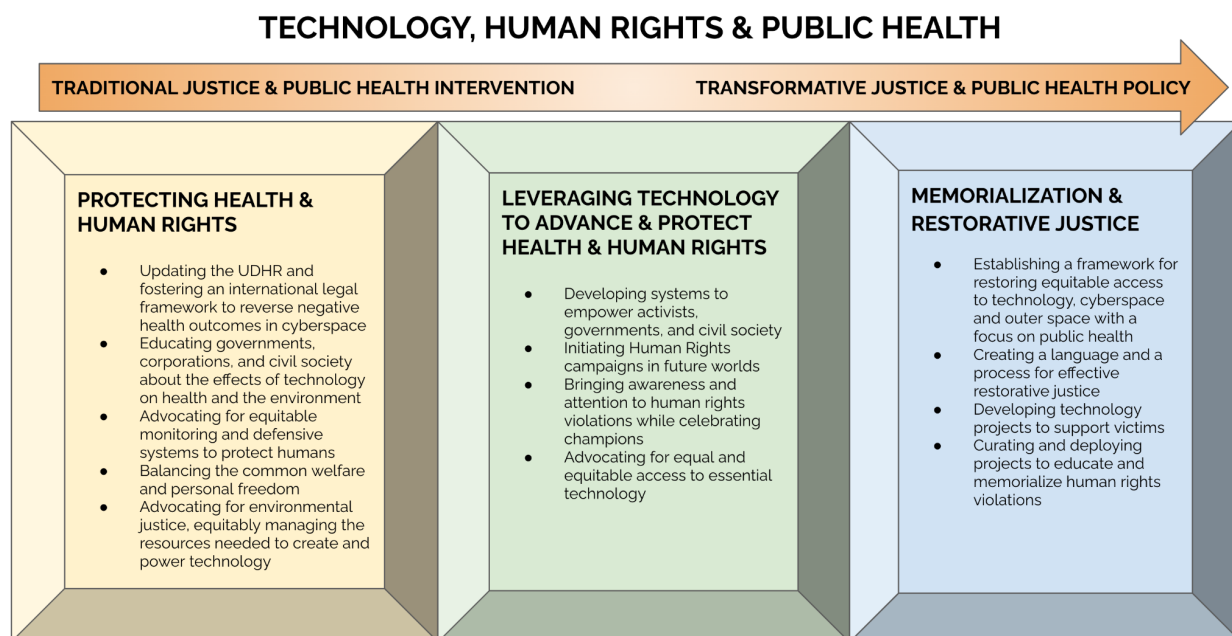 TECHNOLOGY, HUMAN RIGHTS & PUBLIC HEALTH
TRADITIONAL JUSTICE & PUBLIC HEALTH INTERVENTION
TRANSFORMATIVE JUSTICE & PUBLIC HEALTH POLICY
PROTECTING HEALTH &
HUMAN RIGHTS
● Updating the UDHR and
fostering an international legal
framework to reverse negative
health outcomes in cyberspace
● Educating governments,
corporations, and civil society
about the effects of technology
on health and the environment
● Advocating for equitable
monitoring and defensive
systems to protect humans
● Balancing the common welfare
and personal freedom
● Advocating for environmental
justice, equitably managing the
resources needed to create and
power technology
LEVERAGING TECHNOLOGY
TO ADVANCE & PROTECT
HEALTH & HUMAN RIGHTS
● Developing systems to
empower activists,
governments, and civil society
● Initiating Human Rights
campaigns in future worlds
● Bringing awareness and
attention to human rights
violations while celebrating
champions
● Advocating for equal and
equitable access to essential
technology
MEMORIALIZATION &
RESTORATIVE JUSTICE
● Establishing a framework for
restoring equitable access
to technology, cyberspace
and outer space with a
focus on public health
● Creating a language and a
process for effective
restorative justice
● Developing technology
projects to support victims
● Curating and deploying
projects to educate and
memorialize human rights
violations